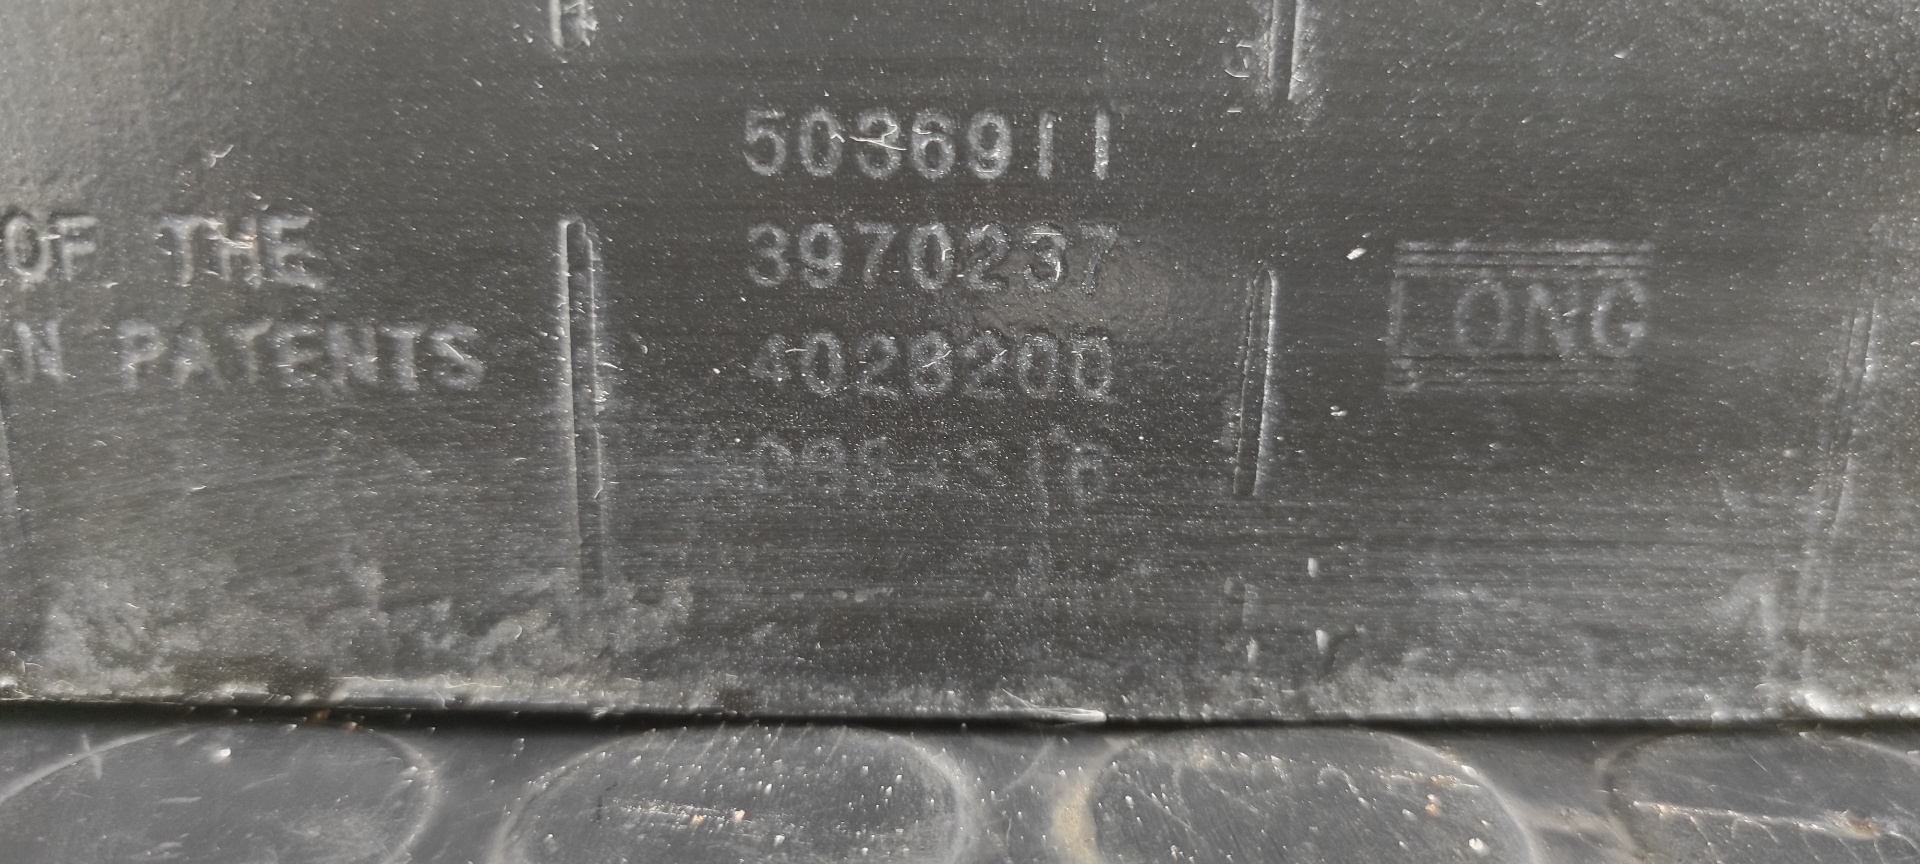 5036911
OF THE
3970237
LONG
N PATENTS
4028200